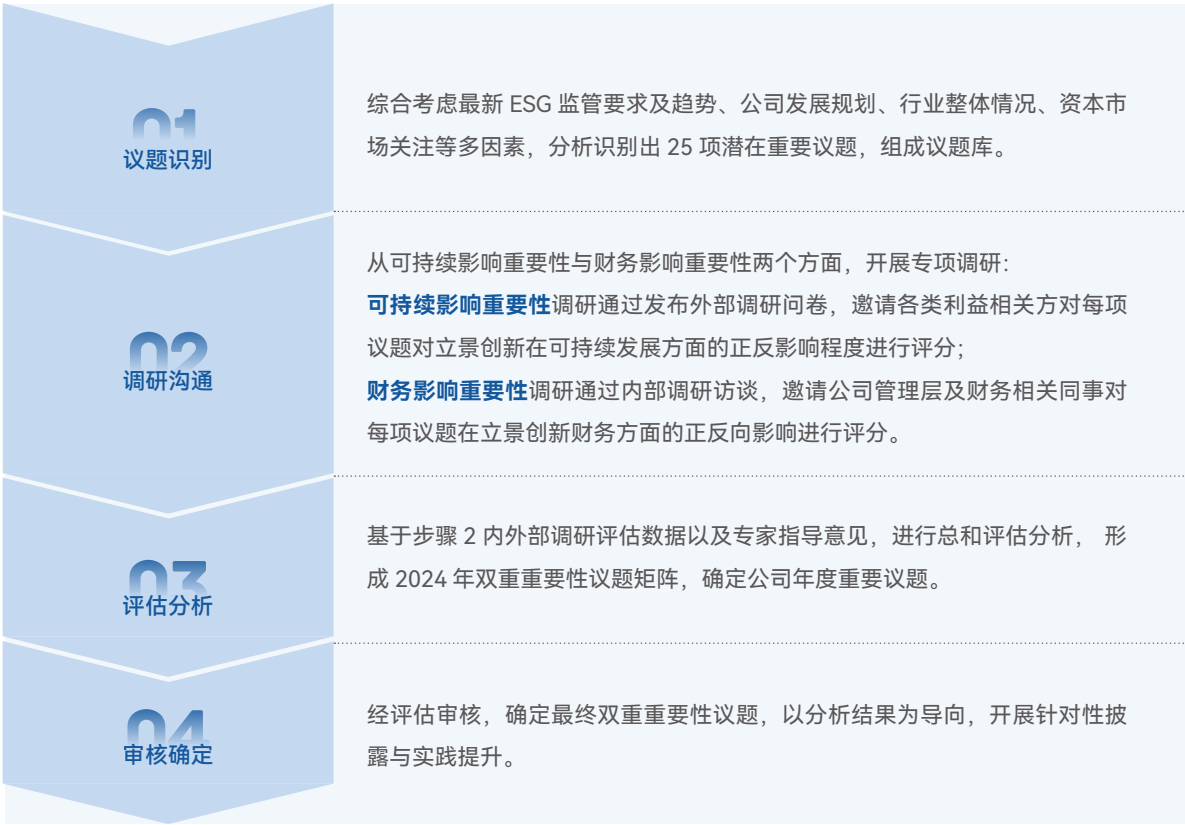 01
议题识别
综合考虑最新 ESG 监管要求及趋势、公司发展规划、行业整体情况、资本市
场关注等多因素，分析识别出 25 项潜在重要议题，组成议题库。
02
调研沟通
从可持续影响重要性与财务影响重要性两个方面，开展专项调研：
可持续影响重要性调研通过发布外部调研问卷，邀请各类利益相关方对每项
议题对立景创新在可持续发展方面的正反影响程度进行评分；
财务影响重要性调研通过内部调研访谈，邀请公司管理层及财务相关同事对
每项议题在立景创新财务方面的正反向影响进行评分。
03
评估分析
基于步骤 2 内外部调研评估数据以及专家指导意见，进行总和评估分析， 形
成 2024 年双重重要性议题矩阵，确定公司年度重要议题。
04
审核确定
经评估审核，确定最终双重重要性议题，以分析结果为导向，开展针对性披
露与实践提升。